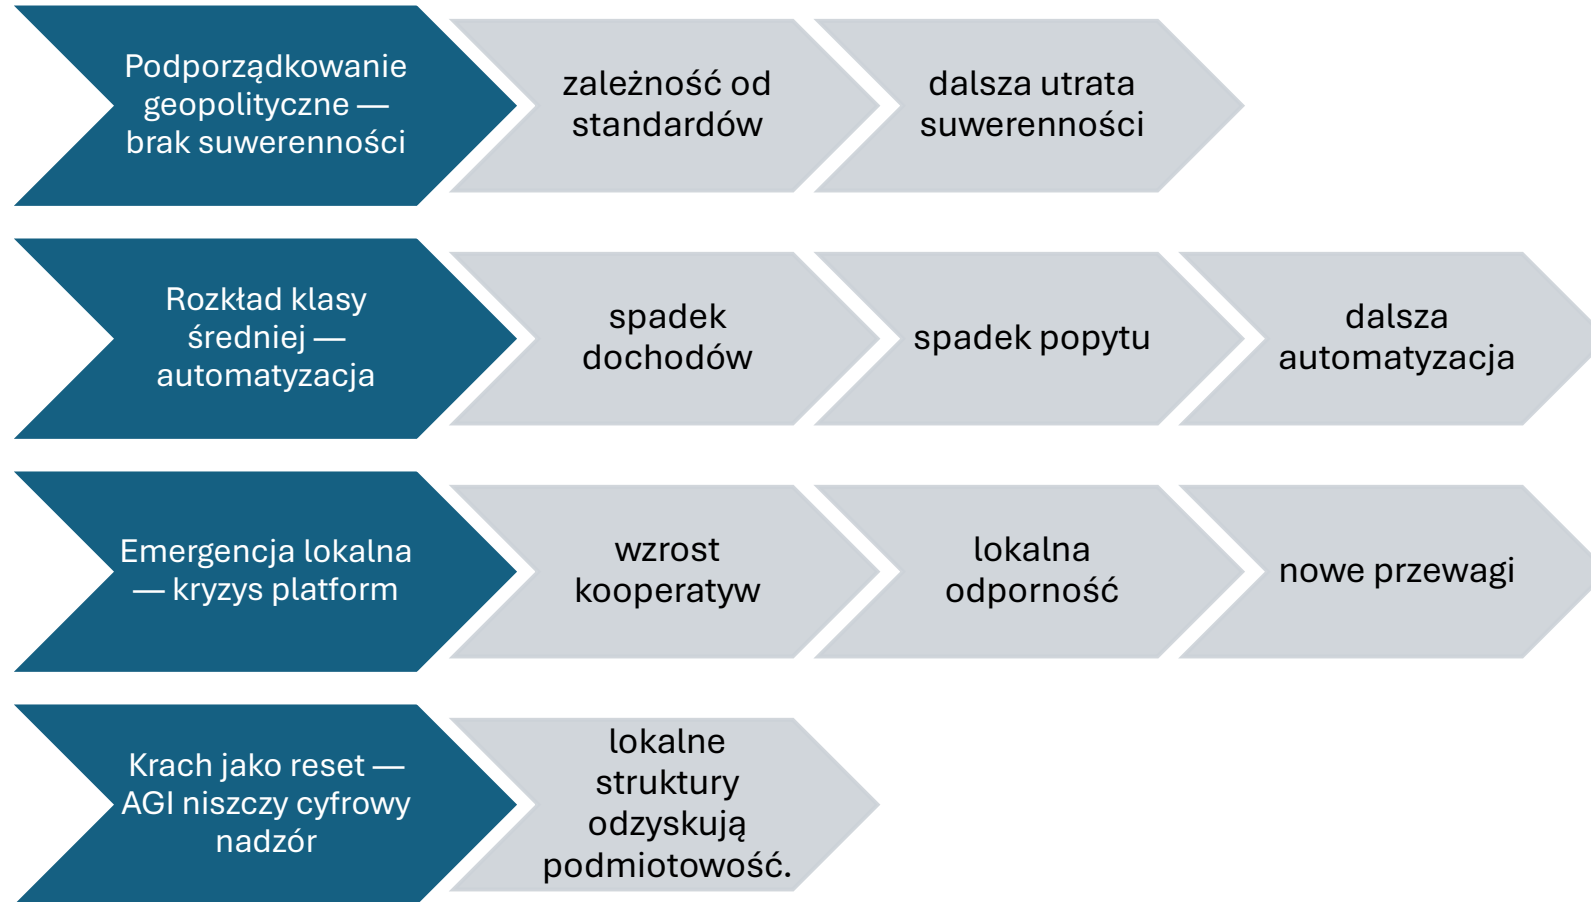 Podporządkowanie
geopolityczne —
brak suwerenności
zależność od
standardów
dalsza utrata
suwerenności
Rozkład klasy
średniej —
automatyzacja
spadek
dochodów
spadek popytu
dalsza
automatyzacja
Emergencja lokalna
— kryzys platform
wzrost
kooperatyw
lokalna
odporność
nowe przewagi
Krach jako reset —
AGI niszczy cyfrowy
nadzór
lokalne
struktury
odzyskują
podmiotowość.